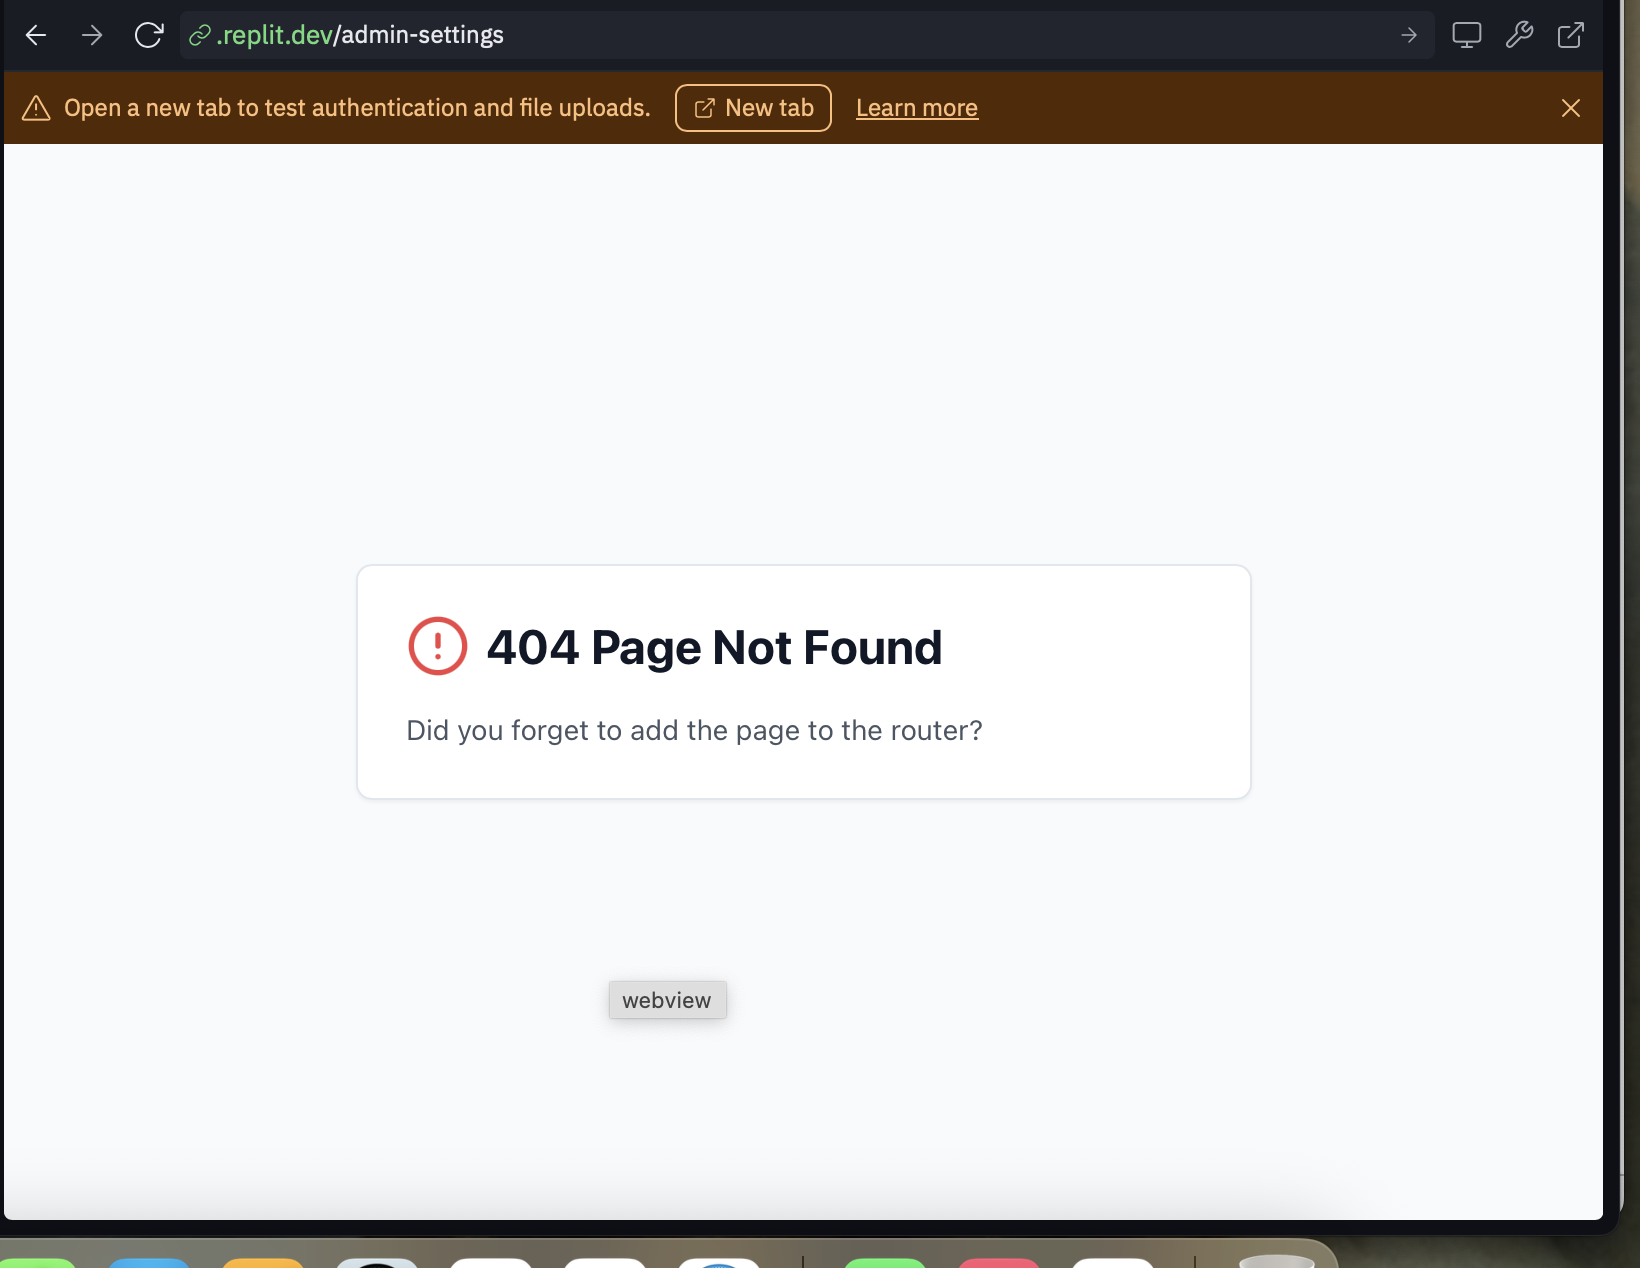 .replit.dev/admin-settings
Open a new tab to test authentication and file uploads. New tab Learn more
404 Page Not Found
Did you forget to add the page to the router?
webview